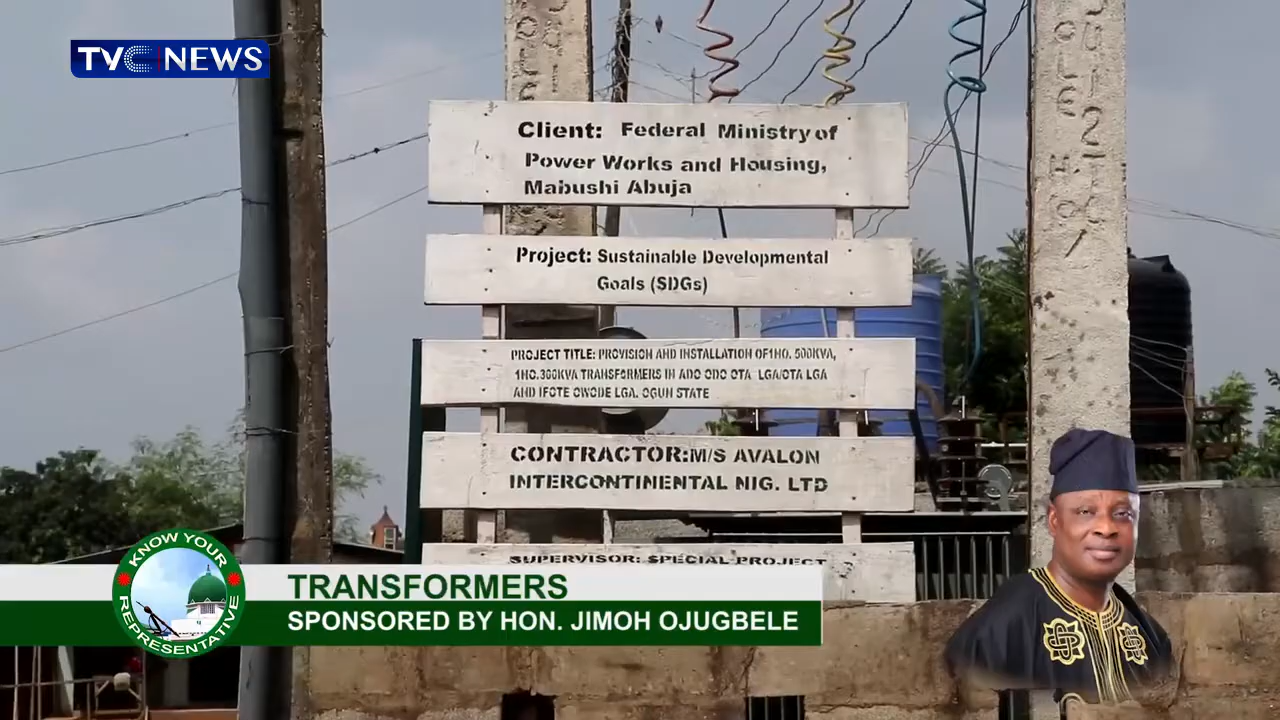 TVC NEWS
Client: Federal Ministry of
Power Works and Housing,
Mabushi Abuja
Project: Sustainable Developmental
Goals (SDGs)
PROJECT TITLE: PROVISION AND INSTALLATION OF 1NO. 500KVA,
1NO. 300KVA TRANSFORMERS IN ADO ODO OTA LGA/OTA LGA
AND IFOTE OWODE LGA. OGUN STATE
CONTRACTOR: M/S AVALON
INTERCONTINENTAL NIG. LTD
SUPERVISOR: SPECIAL PROJECT
KNOW YOUR
REPRESENTATIVE
TRANSFORMERS
SPONSORED BY HON. JIMOH OJUGBELE